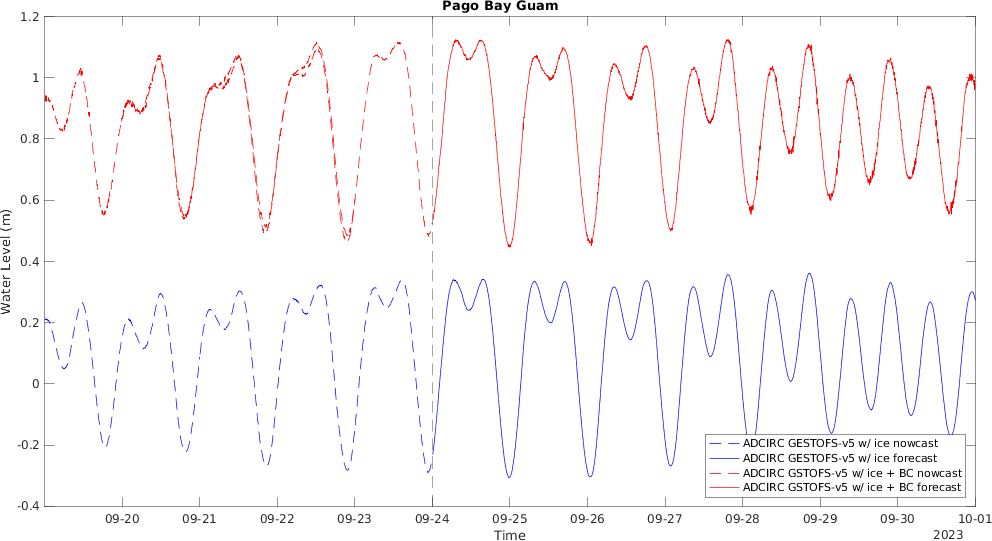 Pago Bay Guam
1.2
1
0.8
0.6
0.4
0.2
0
-0.2
-0.4
Water Level (m)
ADCIRC GESTOFS-v5 w/ ice nowcast
ADCIRC GESTOFS-v5 w/ ice forecast
ADCIRC GSTOFS-v5 w/ ice + BC nowcast
ADCIRC GSTOFS-v5 w/ ice + BC forecast
09-20 09-21 09-22 09-23 09-24 09-25 09-26 09-27 09-28 09-29 09-30 10-01
Time
2023